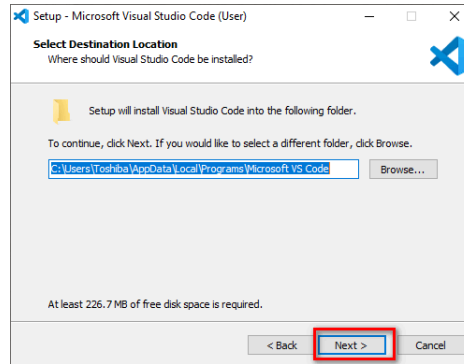 Setup - Microsoft Visual Studio Code (User)
Select Destination Location
Where should Visual Studio Code be installed?
Setup will install Visual Studio Code into the following folder.
To continue, click Next. If you would like to select a different folder, click Browse.
C:\Users\Toshiba\AppData\Local\Programs\Microsoft VS Code
Browse...
At least 226.7 MB of free disk space is required.
< Back
Next >
Cancel